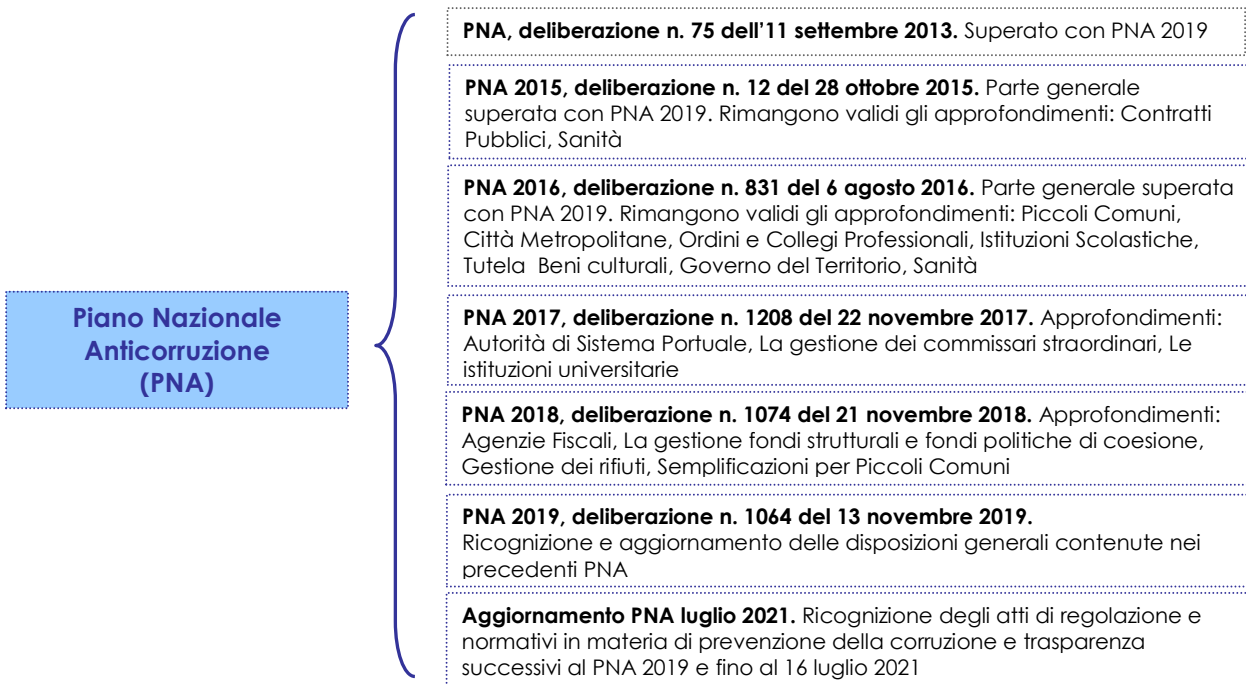 Piano Nazionale
Anticorruzione
(PNA)
PNA, deliberazione n. 75 dell'11 settembre 2013. Superato con PNA 2019
PNA 2015, deliberazione n. 12 del 28 ottobre 2015. Parte generale
superata con PNA 2019. Rimangono validi gli approfondimenti: Contratti
Pubblici, Sanità
PNA 2016, deliberazione n. 831 del 6 agosto 2016. Parte generale superata
con PNA 2019. Rimangono validi gli approfondimenti: Piccoli Comuni,
Città Metropolitane, Ordini e Collegi Professionali, Istituzioni Scolastiche,
Tutela Beni culturali, Governo del Territorio, Sanità
PNA 2017, deliberazione n. 1208 del 22 novembre 2017. Approfondimenti:
Autorità di Sistema Portuale, La gestione dei commissari straordinari, Le
istituzioni universitarie
PNA 2018, deliberazione n. 1074 del 21 novembre 2018. Approfondimenti:
Agenzie Fiscali, La gestione fondi strutturali e fondi politiche di coesione,
Gestione dei rifiuti, Semplificazioni per Piccoli Comuni
PNA 2019, deliberazione n. 1064 del 13 novembre 2019.
Ricognizione e aggiornamento delle disposizioni generali contenute nei
precedenti PNA
Aggiornamento PNA luglio 2021. Ricognizione degli atti di regolazione e
normativi in materia di prevenzione della corruzione e trasparenza
successivi al PNA 2019 e fino al 16 luglio 2021